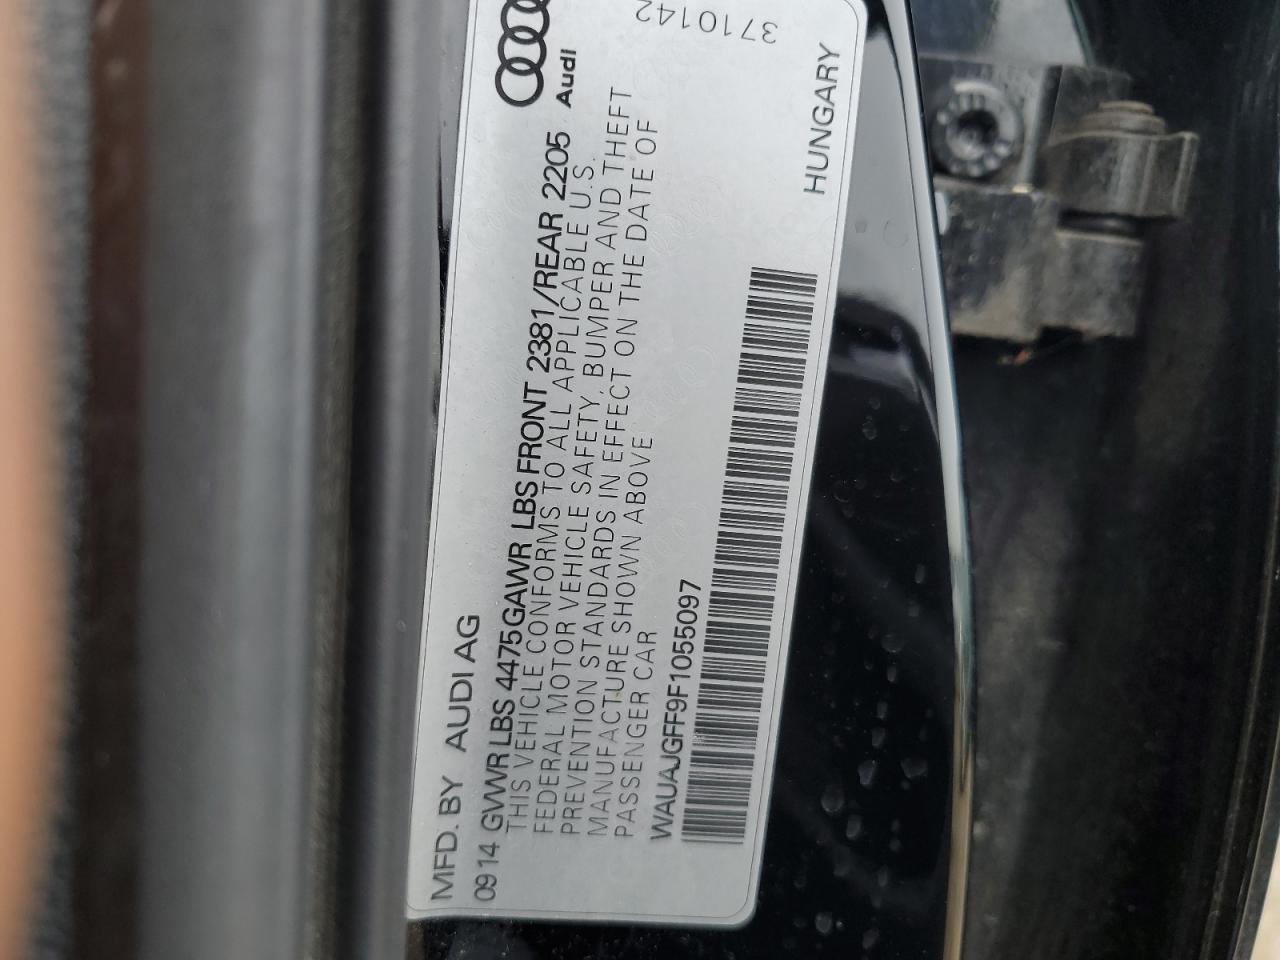 MFD. BY AUDI AG
0914 GVWR LBS 4475 GAWR LBS FRONT 2381/REAR 2205
THIS VEHICLE CONFORMS TO ALL APPLICABLE U.S.
FEDERAL MOTOR VEHICLE SAFETY, BUMPER AND THEFT
PREVENTION STANDARDS IN EFFECT ON THE DATE OF
MANUFACTURE SHOWN ABOVE
PASSENGER CAR
WAUAJGFF9F1055097
Audi
HUNGARY
3710142